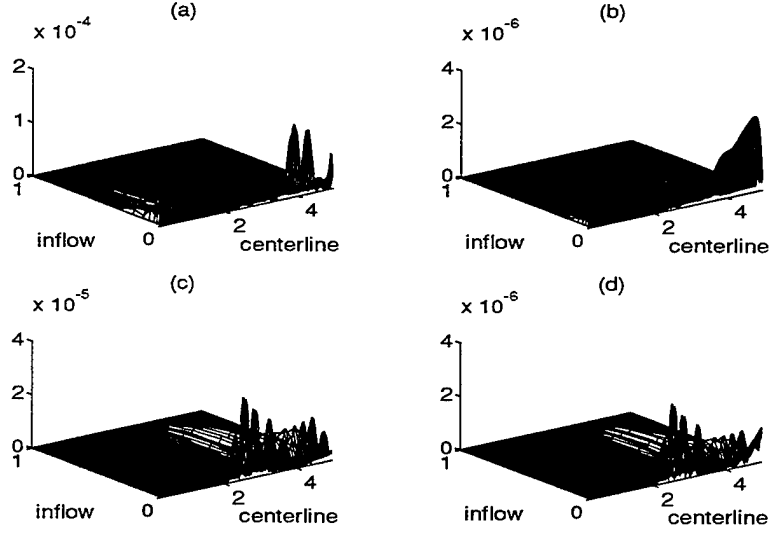 (a)
x 10^-4
2
1
0
1
inflow
0
2
4
centerline
(b)
x 10^-6
4
2
0
1
inflow
0
2
4
centerline
(c)
x 10^-5
4
2
0
1
inflow
0
2
4
centerline
(d)
x 10^-6
4
2
0
1
inflow
0
2
4
centerline